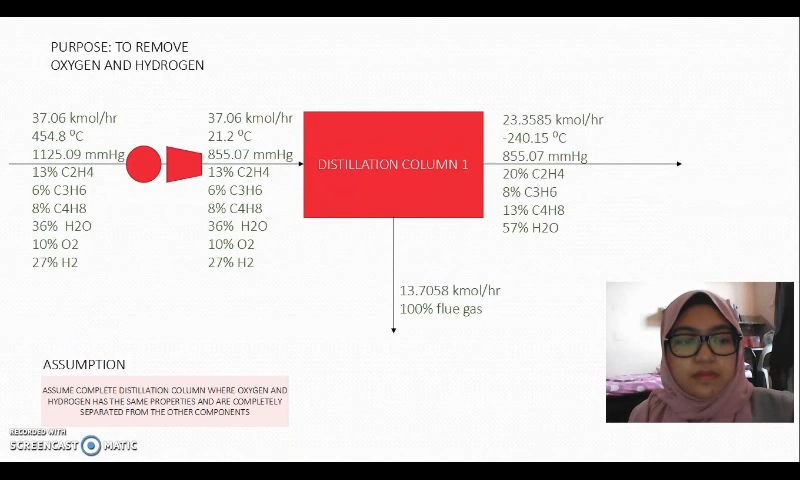 PURPOSE: TO REMOVE
OXYGEN AND HYDROGEN
37.06 kmol/hr
454.8 ⁰C
1125.09 mmHg
13% C2H4
6% C3H6
8% C4H8
36%  H2O
10% O2
27% H2
37.06 kmol/hr
21.2 ⁰C
855.07 mmHg
13% C2H4
6% C3H6
8% C4H8
36%  H2O
10% O2
27% H2
DISTILLATION COLUMN 1
23.3585 kmol/hr
-240.15 ⁰C
855.07 mmHg
20% C2H4
8% C3H6
13% C4H8
57% H2O
13.7058 kmol/hr
100% flue gas
ASSUMPTION
ASSUME COMPLETE DISTILLATION COLUMN WHERE OXYGEN AND
HYDROGEN HAS THE SAME PROPERTIES AND ARE COMPLETELY
SEPARATED FROM THE OTHER COMPONENTS
RECORDED WITH
SCREENCAST MATIC